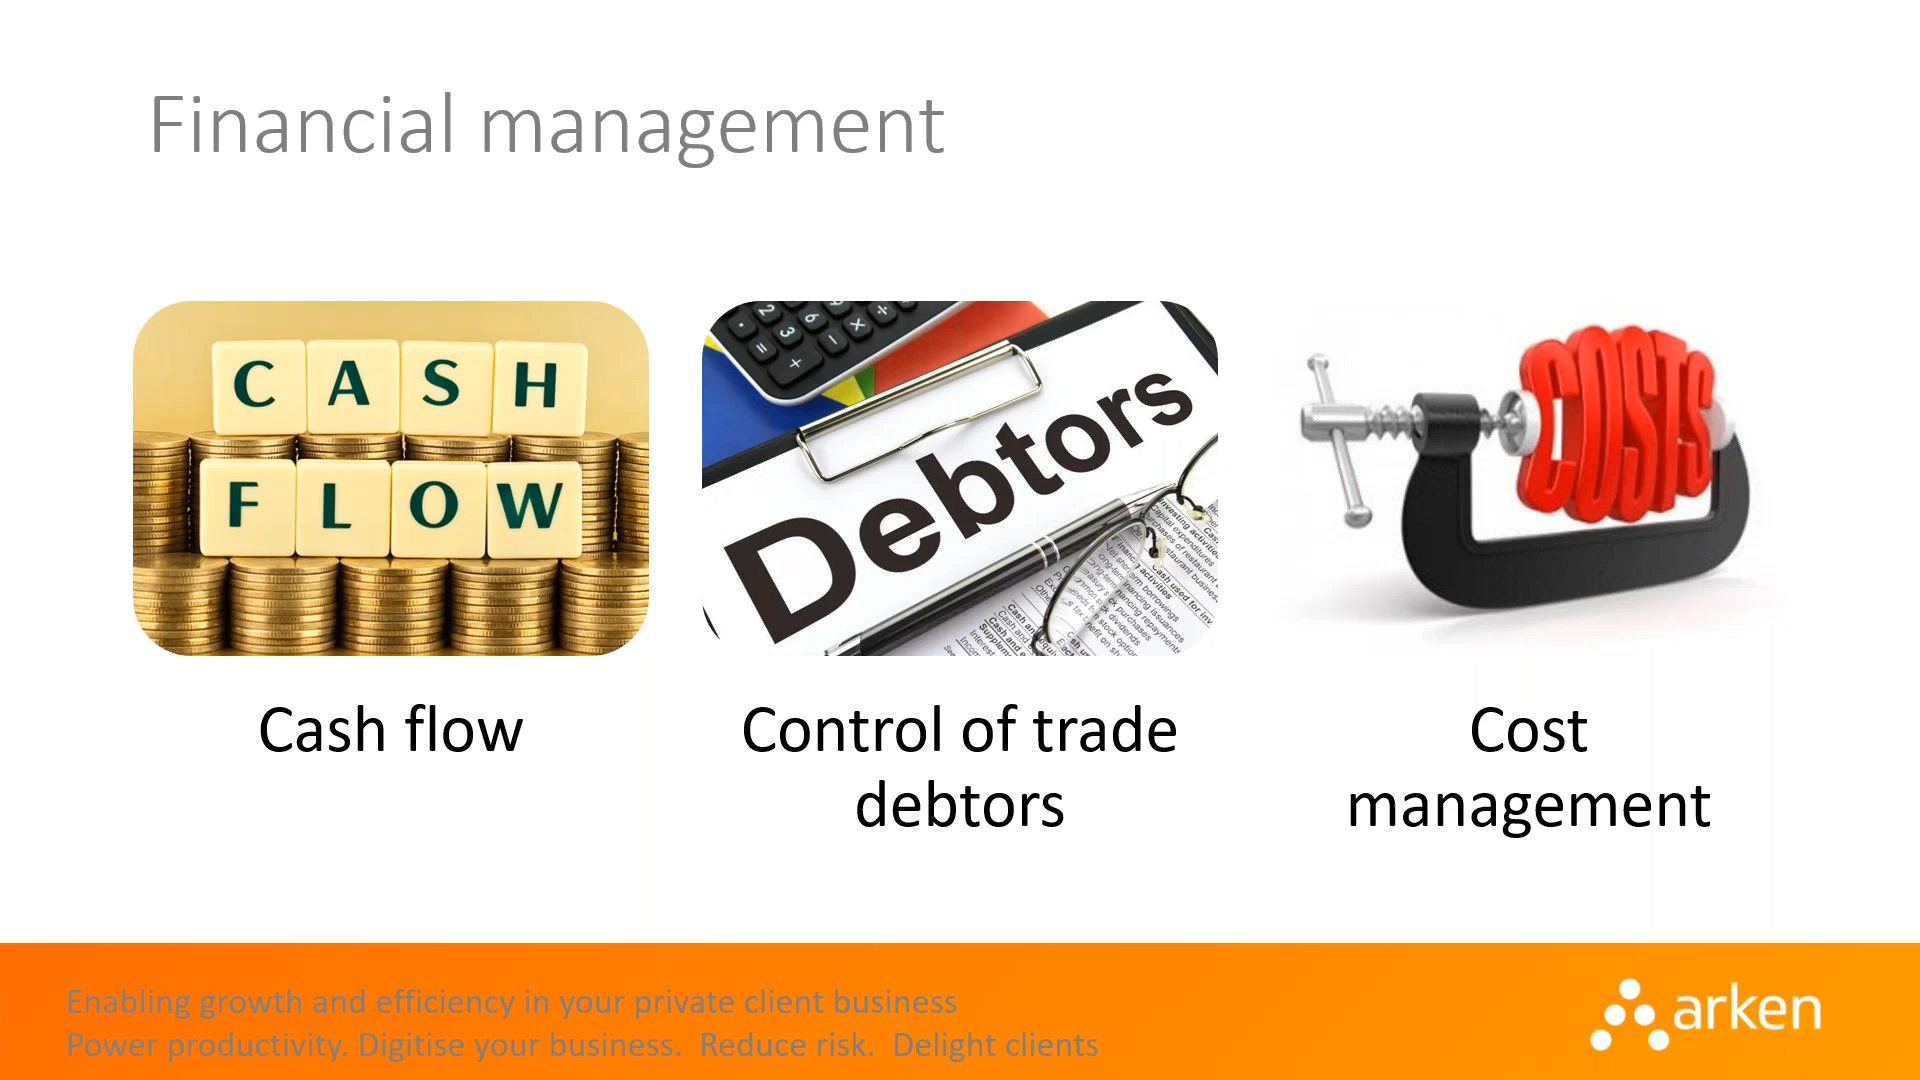 Financial management
CASH
FLOW
Debtors
COSTS
Cash flow
Control of trade
debtors
Cost
management
Enabling growth and efficiency in your private client business
Power productivity. Digitise your business.  Reduce risk.  Delight clients
arken